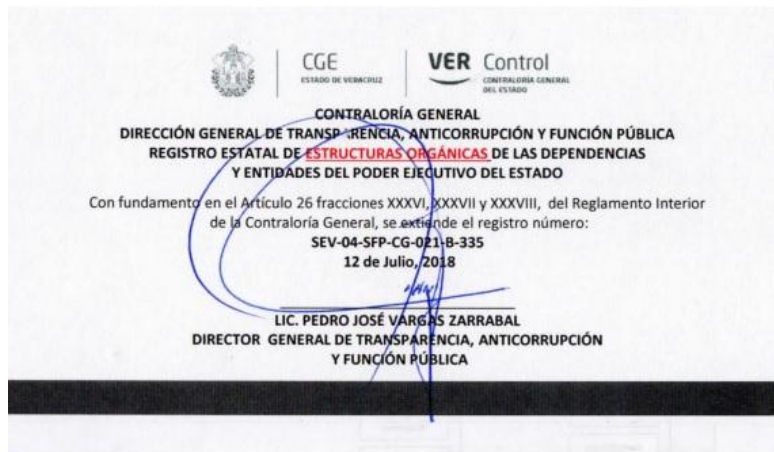 CGE
ESTADO DE VERACRUZ
VER Control
CONTRALORÍA GENERAL
DEL ESTADO
CONTRALORÍA GENERAL
DIRECCIÓN GENERAL DE TRANSPARENCIA, ANTICORRUPCIÓN Y FUNCIÓN PÚBLICA
REGISTRO ESTATAL DE ESTRUCTURAS ORGÁNICAS DE LAS DEPENDENCIAS
Y ENTIDADES DEL PODER EJECUTIVO DEL ESTADO
Con fundamento en el Artículo 26 fracciones XXXVI, XXXVII y XXXVIII, del Reglamento Interior
de la Contraloría General, se extiende el registro número:
SEV-04-SFP-CG-021-B-335
12 de Julio, 2018
LIC. PEDRO JOSÉ VARGAS ZARRABAL
DIRECTOR GENERAL DE TRANSPARENCIA, ANTICORRUPCIÓN
Y FUNCIÓN PÚBLICA